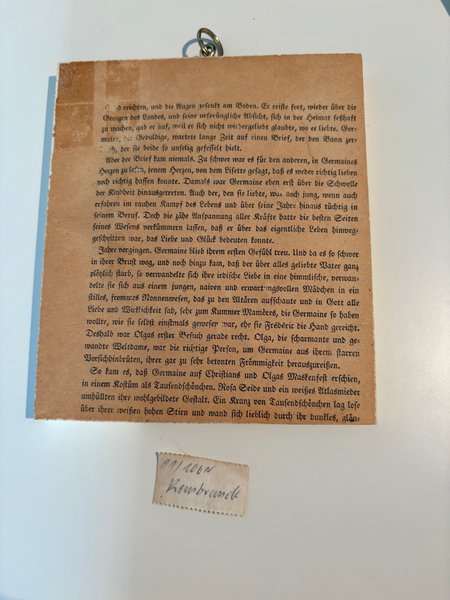 reichten, und die Augen gesenkt am Boden. Er reiste fort, wieder über die
Grenzen des Landes, und seine ursprüngliche Absicht, sich in der Heimat seßhaft
zu machen, gab er auf, weil er sich nicht wiedergeliebt glaubte, wo er liebte. Ger-
maine, die Geduldige, wartete lange Zeit auf einen Brief, der den Bann zer-
der sie beide so unselig gefesselt hielt.
Aber der Brief kam niemals. Zu schwer war es für den anderen, in Germaines
Herzen zu lesen, jenem Herzen, von dem Lisette gesagt, daß es weder richtig lieben
noch richtig hassen konnte. Damals war Germaine eben erst über die Schwelle
der Kindheit hinausgetreten. Auch der, den sie liebte, war noch jung, wenn auch
erfahren im rauhen Kampf des Lebens und über seine Jahre hinaus tüchtig in
seinem Beruf. Doch die zähe Anspannung aller Kräfte hatte die besten Seiten
seines Wesens verkümmern lassen, daß er über das eigentliche Leben hinweg-
geschritten war, das Liebe und Glück bedeuten konnte.
Jahre vergingen. Germaine blieb ihrem ersten Gefühl treu. Und da es so schwer
in ihrer Brust wog, und noch hinzu kam, daß der über alles geliebte Vater ganz
plötzlich starb, so verwandelte sich ihre irdische Liebe in eine himmlische, verwan-
delte sie sich aus einem jungen, naiven und erwartungsvollen Mädchen in ein
stilles, frommes Nonnenwesen, das zu den Altären aufschaute und in Gott alle
Liebe und Wirklichkeit sah, sehr zum Kummer Mamères, die Germaine so haben
wollte, wie sie selbst einstmals gewesen war, ehe sie Frédéric die Hand gereicht.
Deshalb war Olgas erster Besuch gerade recht. Olga, die scharmante und ge-
wandte Weltdame, war die richtige Person, um Germaine aus ihrem starren
Vorsichhinbrüten, ihrer gar zu sehr betonten Frömmigkeit herauszureißen.
So kam es, daß Germaine auf Christians und Olgas Maskenfest erschien,
in einem Kostüm als Tausendschönchen. Rosa Seide und ein weißes Atlasmieder
umhüllten ihre wohlgebildete Gestalt. Ein Kranz von Tausendschönchen lag lose
über ihrer weißen hohen Stirn und wand sich lieblich durch ihr dunkles, glän-
Rembrandt